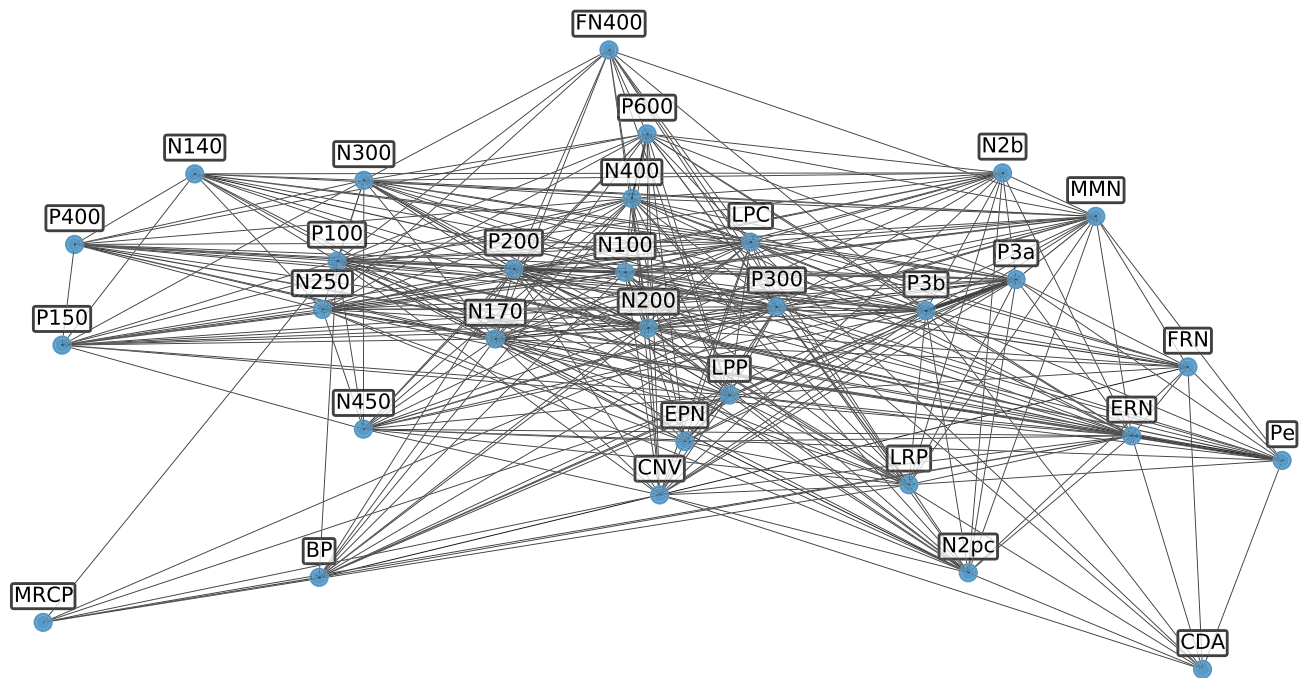 FN400
P600
N140
N300
N400
N2b
MMN
P400
P100
P200
N100
LPC
P3a
N250
P300
P3b
P150
N170
N200
FRN
LPP
N450
EPN
ERN
Pe
CNV
LRP
BP
N2pc
MRCP
CDA